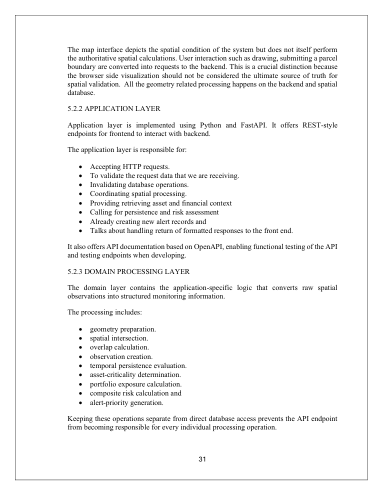 The map interface depicts the spatial condition of the system but does not itself perform
the authoritative spatial calculations. User interaction such as drawing, submitting a parcel
boundary are converted into requests to the backend. This is a crucial distinction because
the browser side visualization should not be considered the ultimate source of truth for
spatial validation. All the geometry related processing happens on the backend and spatial
database.
5.2.2 APPLICATION LAYER
Application layer is implemented using Python and FastAPI. It offers REST-style
endpoints for frontend to interact with backend.
The application layer is responsible for:
• Accepting HTTP requests.
• To validate the request data that we are receiving.
• Invalidating database operations.
• Coordinating spatial processing.
• Providing retrieving asset and financial context
• Calling for persistence and risk assessment
• Already creating new alert records and
• Talks about handling return of formatted responses to the front end.
It also offers API documentation based on OpenAPI, enabling functional testing of the API
and testing endpoints when developing.
5.2.3 DOMAIN PROCESSING LAYER
The domain layer contains the application-specific logic that converts raw spatial
observations into structured monitoring information.
The processing includes:
• geometry preparation.
• spatial intersection.
• overlap calculation.
• observation creation.
• temporal persistence evaluation.
• asset-criticality determination.
• portfolio exposure calculation.
• composite risk calculation and
• alert-priority generation.
Keeping these operations separate from direct database access prevents the API endpoint
from becoming responsible for every individual processing operation.
31